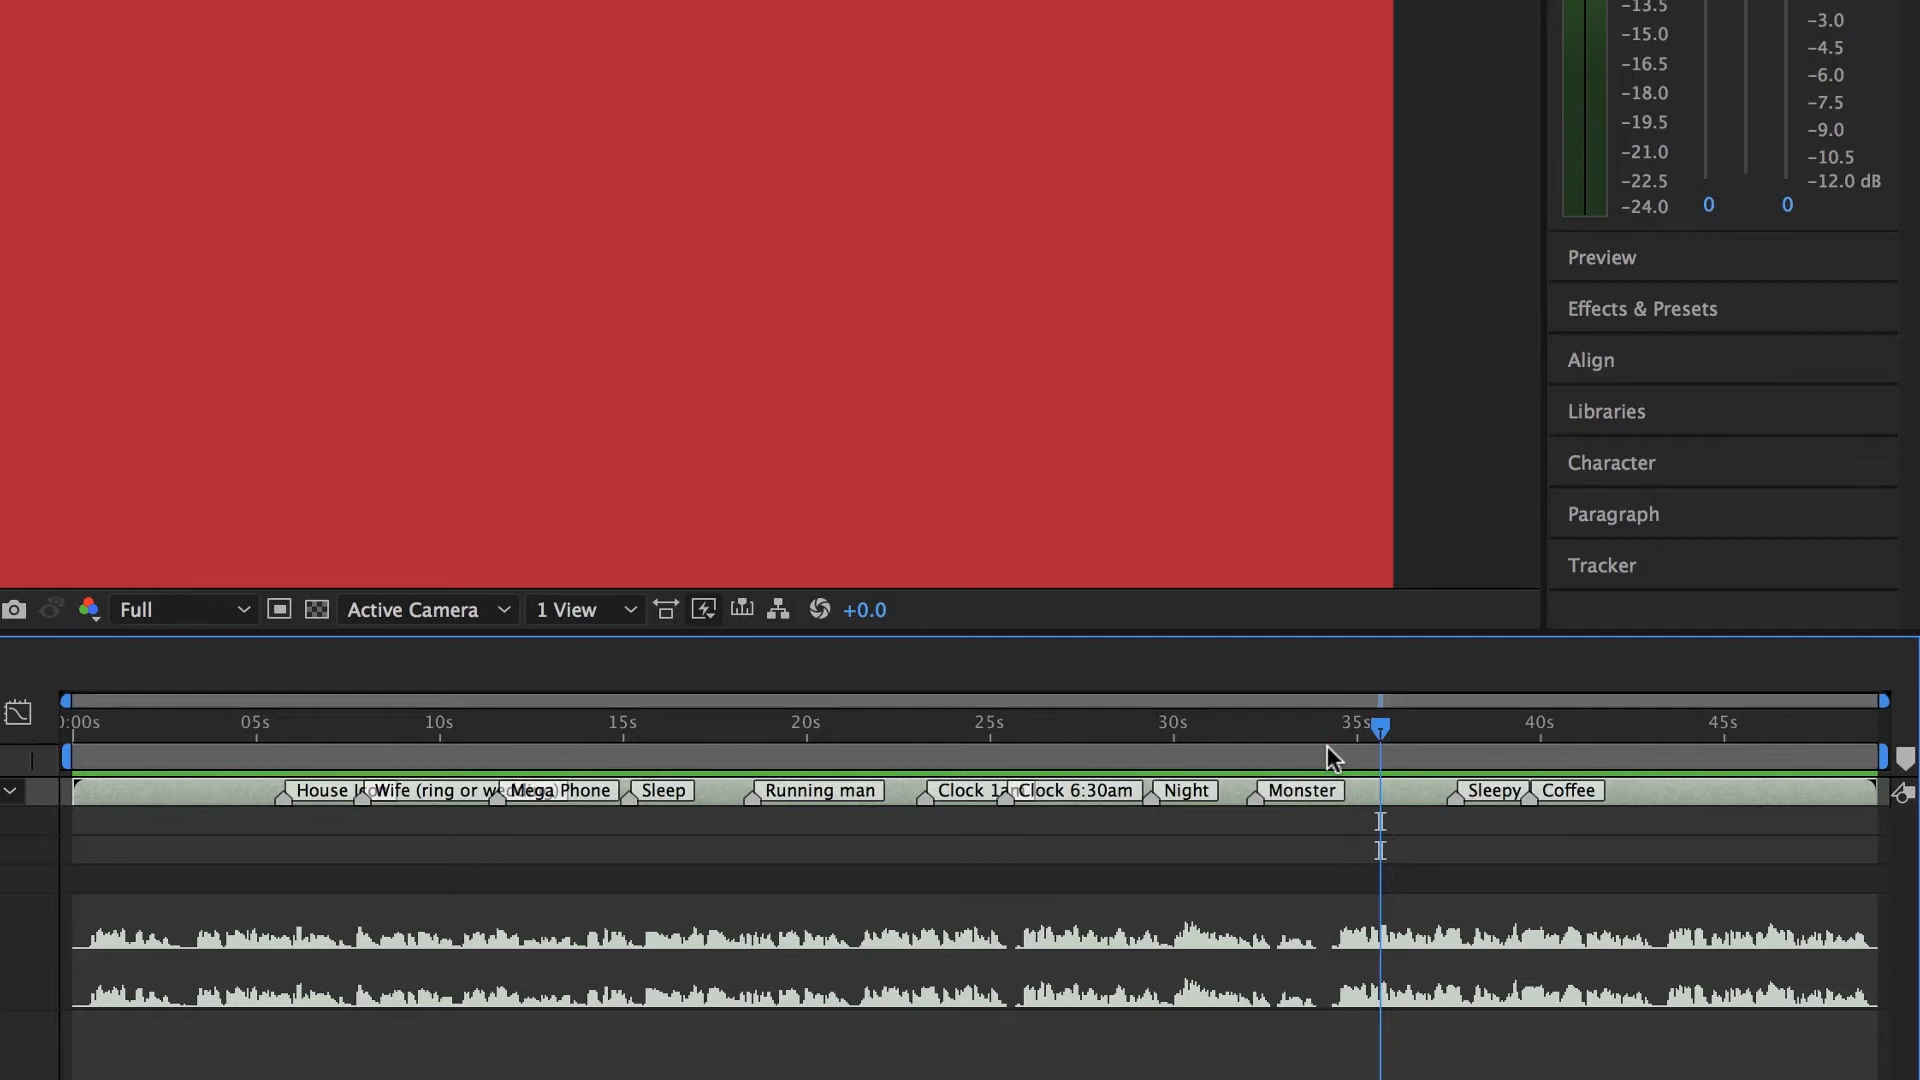 -13.5
-15.0
-16.5
-18.0
-19.5
-21.0
-22.5
-24.0
-3.0
-4.5
-6.0
-7.5
-9.0
-10.5
-12.0 dB
0 0
Preview
Effects & Presets
Align
Libraries
Character
Paragraph
Tracker
Full Active Camera 1 View +0.0
:00s 05s 10s 15s 20s 25s 30s 35s 40s 45s
House Wife (ring or wedding) Mega Phone Sleep Running man Clock 1am Clock 6:30am Night Monster Sleepy Coffee